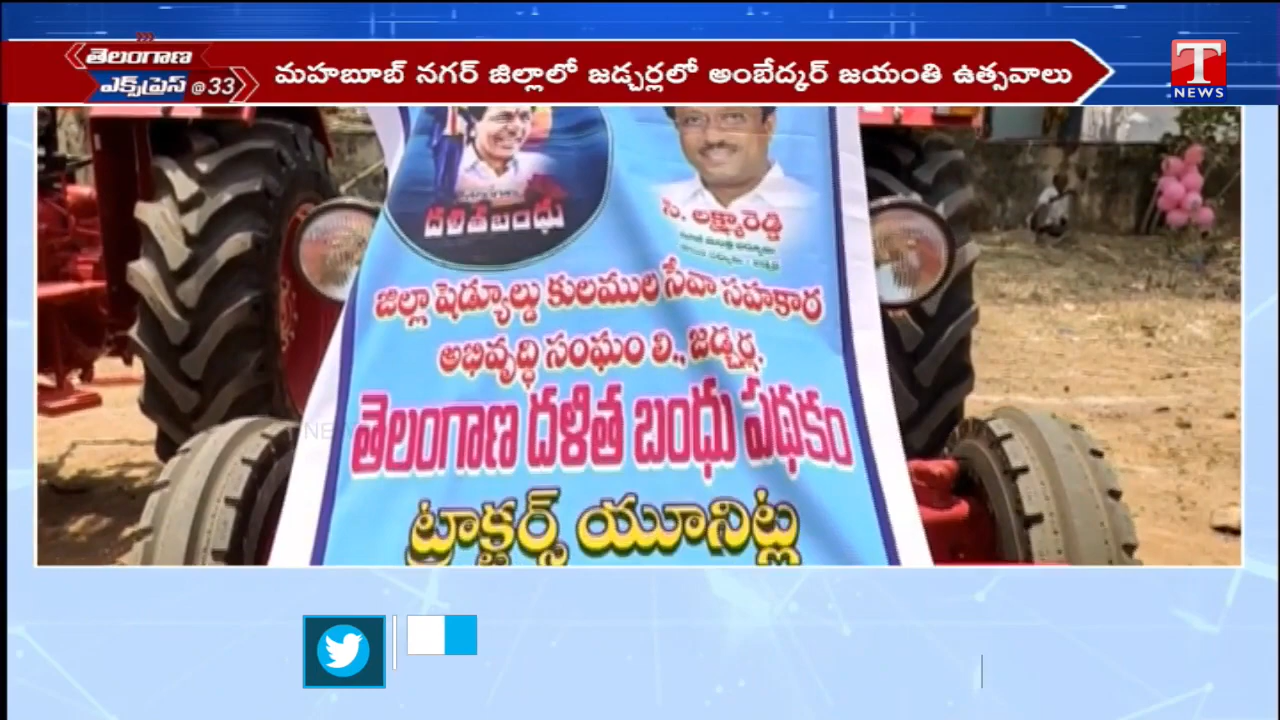 తెలంగాణ
ఎక్స్‌ప్రెస్ @33
మహబూబ్ నగర్ జిల్లాలో జడ్చర్లలో అంబేద్కర్ జయంతి ఉత్సవాలు
T
NEWS
దళిత బంధు
సి. లక్ష్మారెడ్డి
జిల్లా షెడ్యూల్డు కులముల సేవా సహకార
అభివృద్ధి సంఘం లి., జడ్చర్ల.
తెలంగాణ దళిత బంధు పథకం
ట్రాక్టర్స్ యూనిట్ల